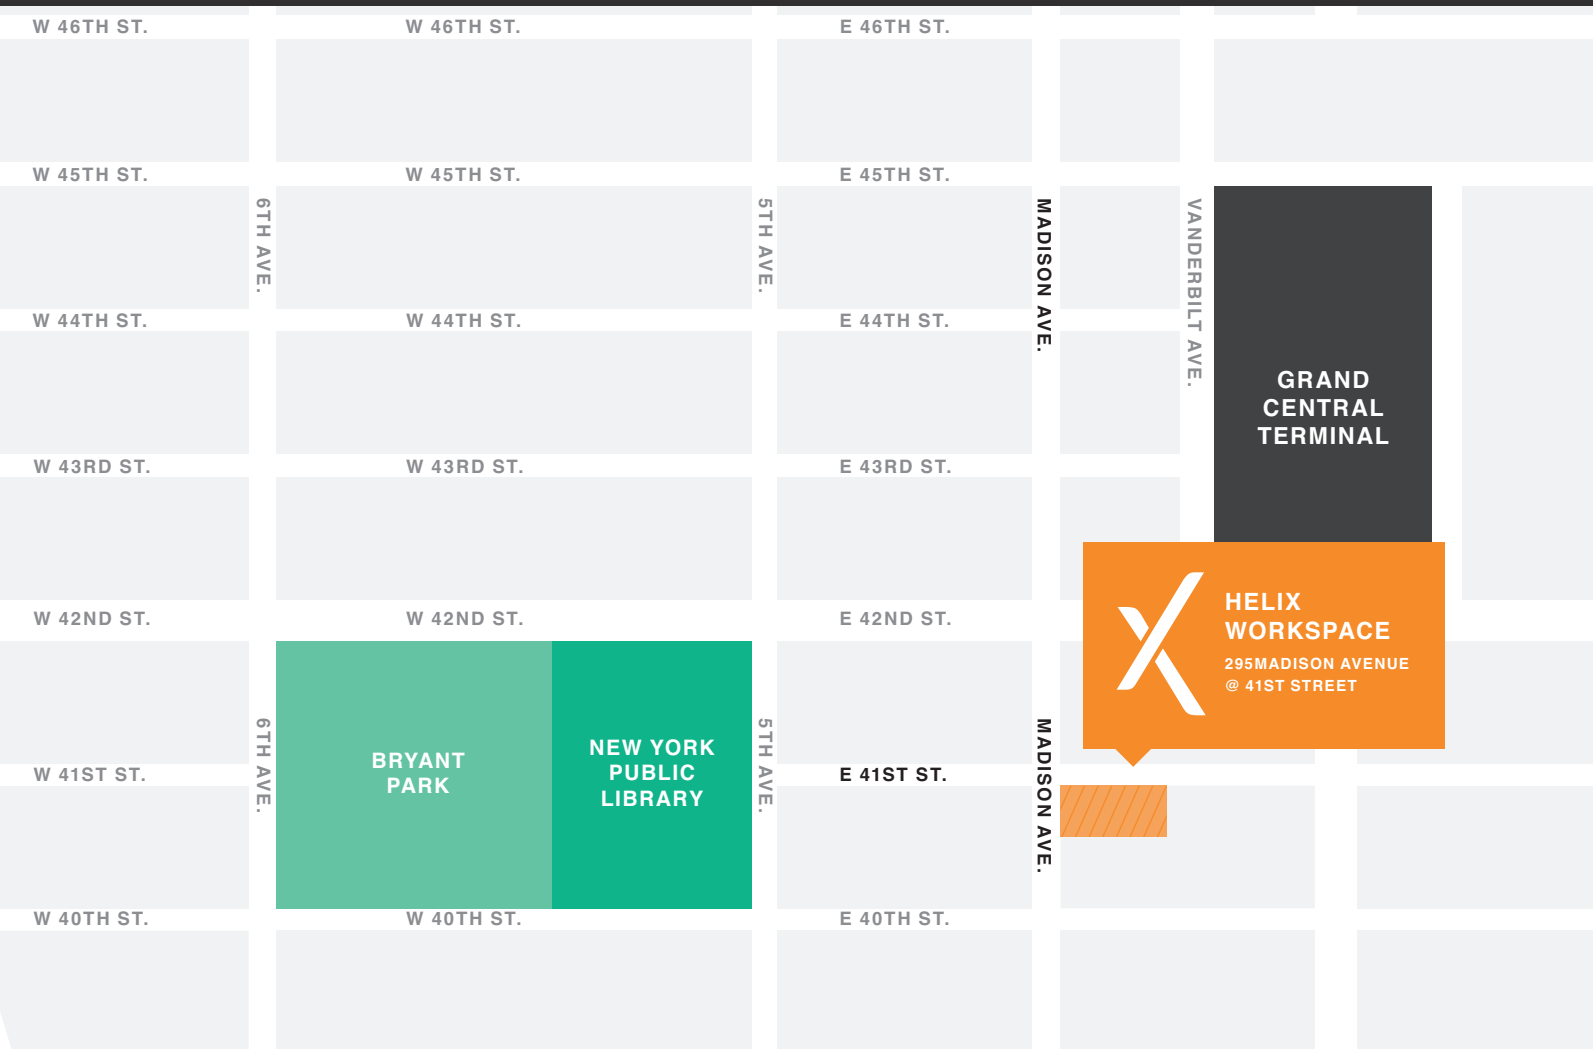 W 46TH ST.
W 46TH ST.
E 46TH ST.
W 45TH ST.
W 45TH ST.
E 45TH ST.
6TH AVE.
5TH AVE.
MADISON AVE.
VANDERBILT AVE.
W 44TH ST.
W 44TH ST.
E 44TH ST.
GRAND
CENTRAL
TERMINAL
W 43RD ST.
W 43RD ST.
E 43RD ST.
HELIX
WORKSPACE
295MADISON AVENUE
@ 41ST STREET
W 42ND ST.
W 42ND ST.
E 42ND ST.
6TH AVE.
BRYANT
PARK
NEW YORK
PUBLIC
LIBRARY
5TH AVE.
MADISON AVE.
W 41ST ST.
E 41ST ST.
W 40TH ST.
W 40TH ST.
E 40TH ST.